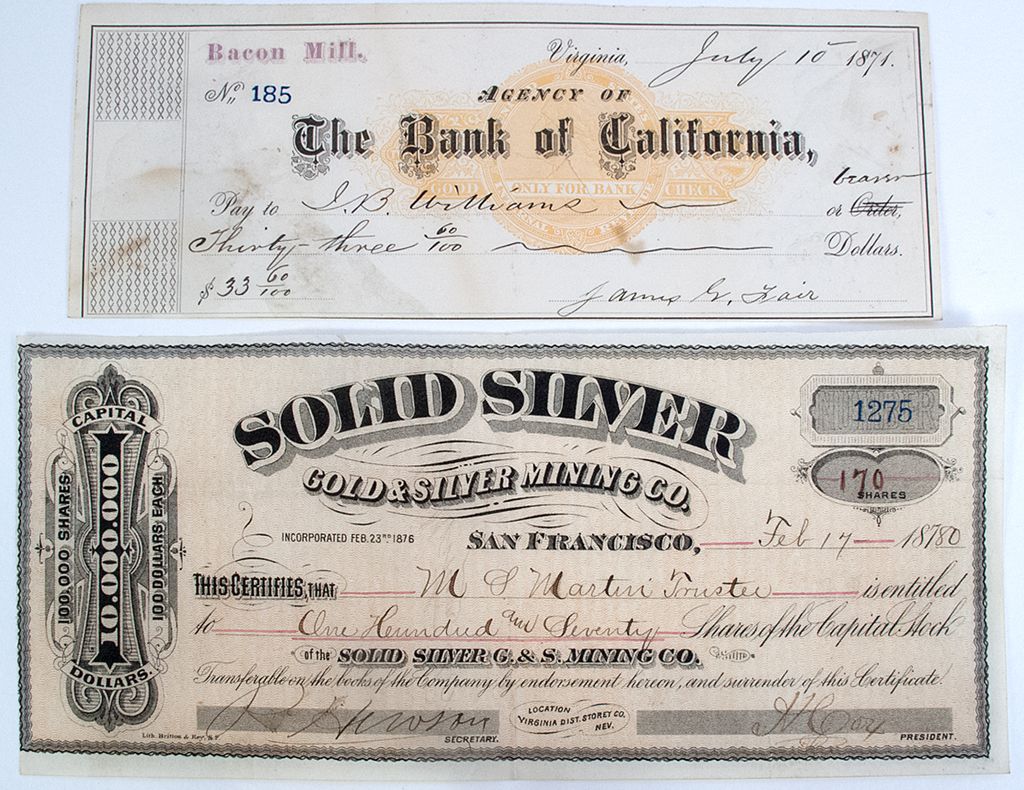 Bacon Mill.
Virginia, July 10 1871.
No. 185
AGENCY OF
The Bank of California,
GOLD ONLY FOR BANK CHECK
bearer
Pay to J.B. Williams or Order,
Thirty-three 60/100 Dollars.
$ 33 60/100
James G. Fair
CAPITAL
10.000.000
DOLLARS.
100,000 SHARES
100 DOLLARS EACH
SOLID SILVER
GOLD & SILVER MINING CO.
1275
170
SHARES
INCORPORATED FEB. 23RD 1876
SAN FRANCISCO, Feb 17 18780
THIS CERTIFIES, THAT M S Martin Trustee is entitled
to One Hundred and Seventy Shares of the Capital Stock
of the SOLID SILVER G. & S. MINING CO.
Transferable on the books of the Company by endorsement hereon, and surrender of this Certificate.
SECRETARY.
LOCATION
VIRGINIA DIST. STOREY CO.
NEV.
PRESIDENT.
Lith. Britton & Rey, S.F.